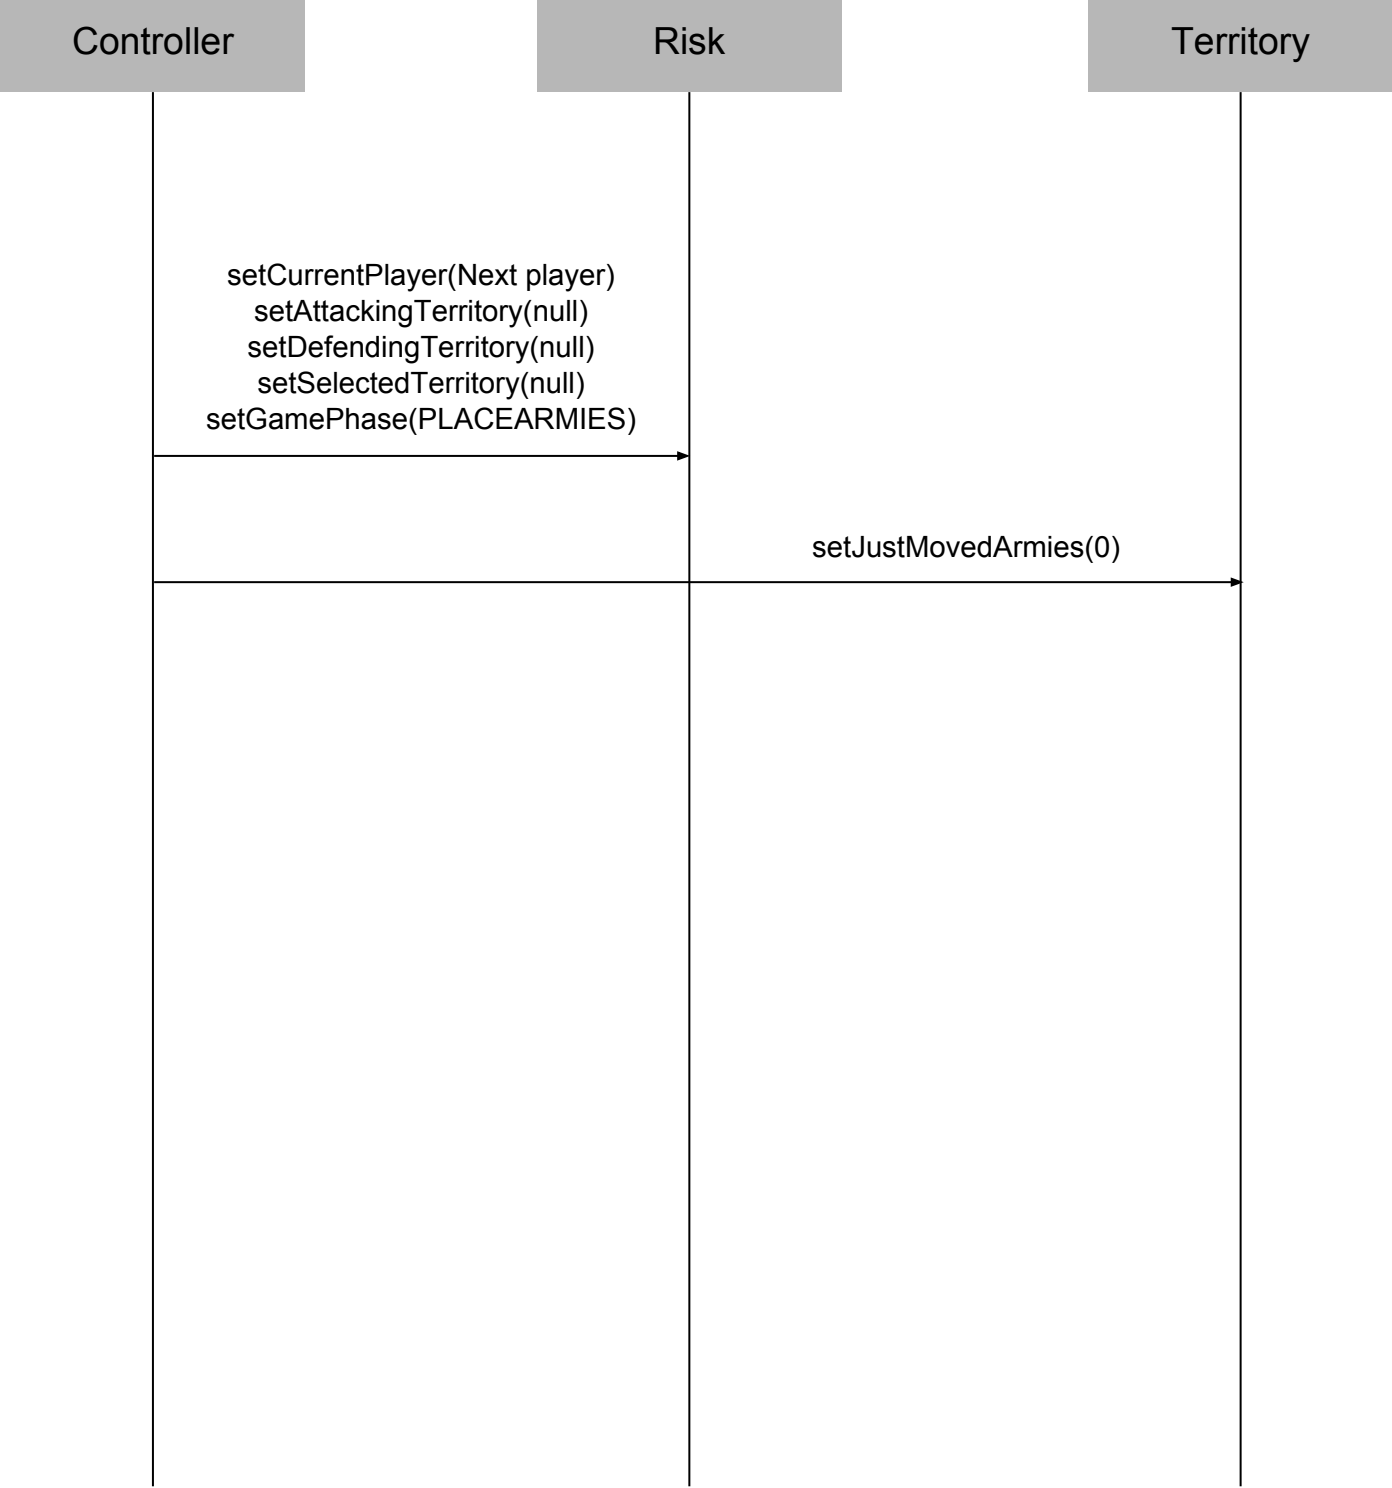 Controller
Risk
Territory
setCurrentPlayer(Next player)
setAttackingTerritory(null)
setDefendingTerritory(null)
setSelectedTerritory(null)
setGamePhase(PLACEARMIES)
setJustMovedArmies(0)